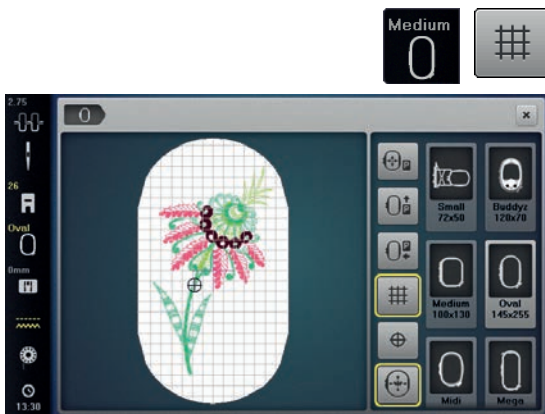 Medium
2.75
26
Oval
0mm
13:30
Small
72x50
Buddyz
120x70
Medium
100x130
Oval
145x255
Midi
Mega